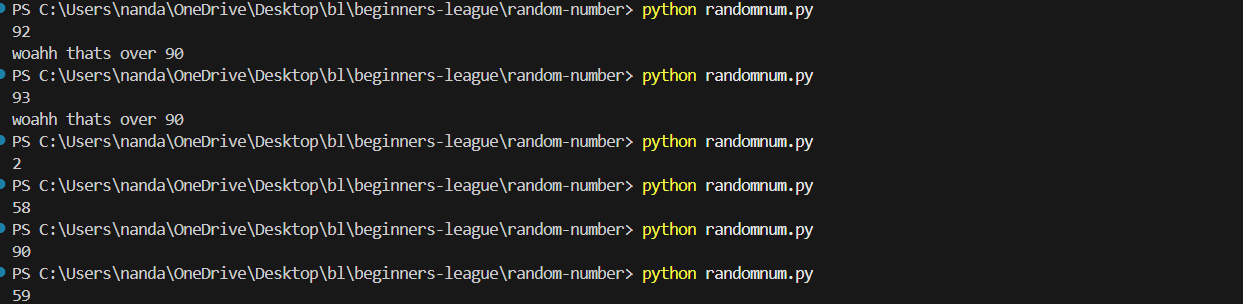 PS C:\Users\nanda\OneDrive\Desktop\bl\beginners-league\random-number> python randomnum.py
92
woahh thats over 90
PS C:\Users\nanda\OneDrive\Desktop\bl\beginners-league\random-number> python randomnum.py
93
woahh thats over 90
PS C:\Users\nanda\OneDrive\Desktop\bl\beginners-league\random-number> python randomnum.py
2
PS C:\Users\nanda\OneDrive\Desktop\bl\beginners-league\random-number> python randomnum.py
58
PS C:\Users\nanda\OneDrive\Desktop\bl\beginners-league\random-number> python randomnum.py
90
PS C:\Users\nanda\OneDrive\Desktop\bl\beginners-league\random-number> python randomnum.py
59